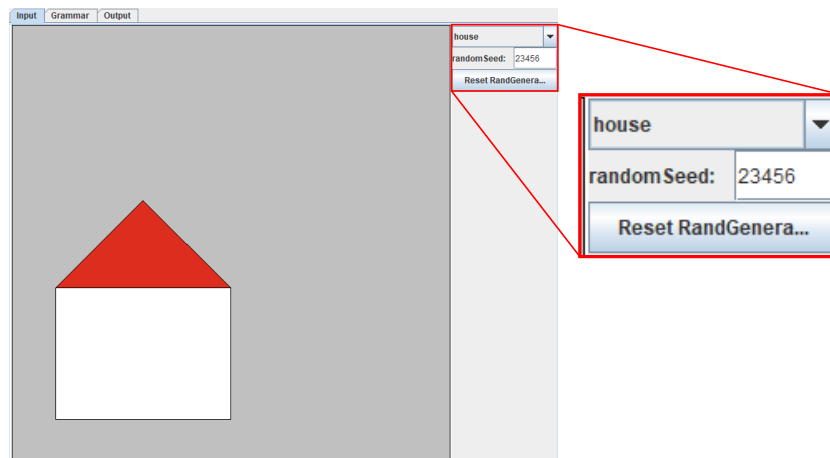 Input Grammar Output
house
randomSeed: 23456
Reset RandGenera...
house
randomSeed: 23456
Reset RandGenera...